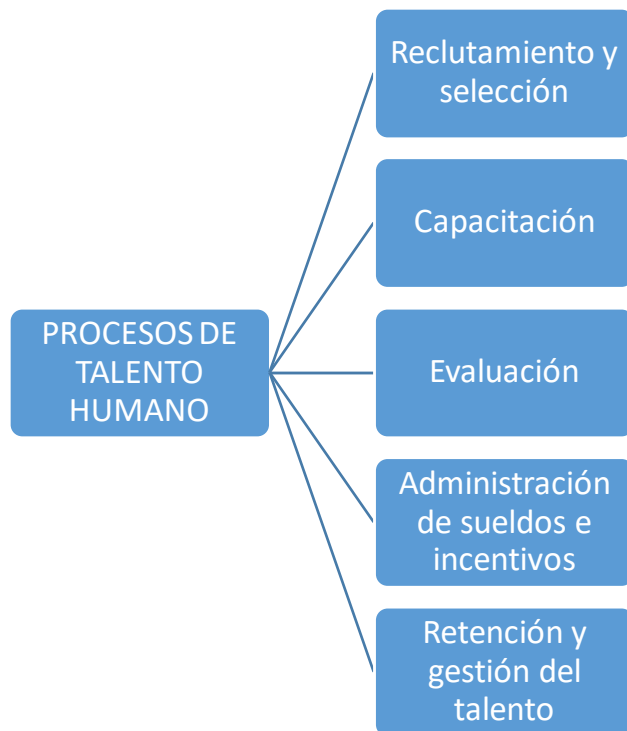 Reclutamiento y
selección
Capacitación
PROCESOS DE
TALENTO
HUMANO
Evaluación
Administración
de sueldos e
incentivos
Retención y
gestión del
talento